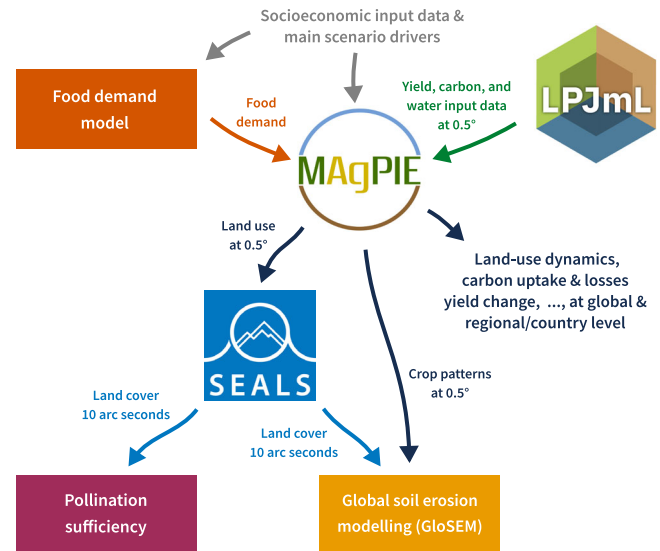 Socioeconomic input data &
main scenario drivers
Food demand
model
Food
demand
Yield, carbon, and
water input data
at 0.5°
LPJmL
MAgPIE
Land use
at 0.5°
Land-use dynamics,
carbon uptake & losses
yield change, ..., at global &
regional/country level
SEALS
Crop patterns
at 0.5°
Land cover
10 arc seconds
Land cover
10 arc seconds
Pollination
sufficiency
Global soil erosion
modelling (GloSEM)